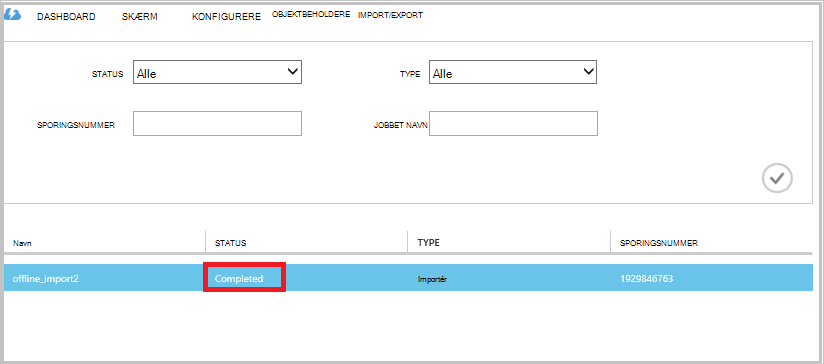 DASHBOARD SKÆRM KONFIGURERE OBJEKTBEHOLDERE IMPORT/EXPORT
STATUS Alle TYPE Alle
SPORINGSNUMMER JOBBET NAVN
Navn STATUS TYPE SPORINGSNUMMER
offline_import2 Completed Importér 1929846763